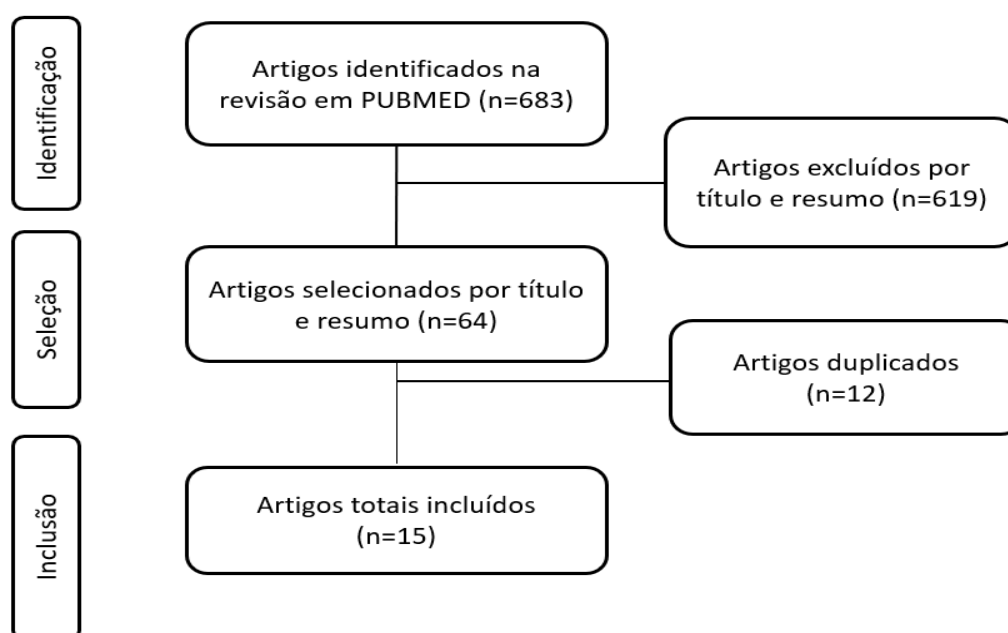 Identificação
Artigos identificados na
revisão em PUBMED (n=683)
Artigos excluídos por
título e resumo (n=619)
Seleção
Artigos selecionados por título
e resumo (n=64)
Artigos duplicados
(n=12)
Inclusão
Artigos totais incluídos
(n=15)